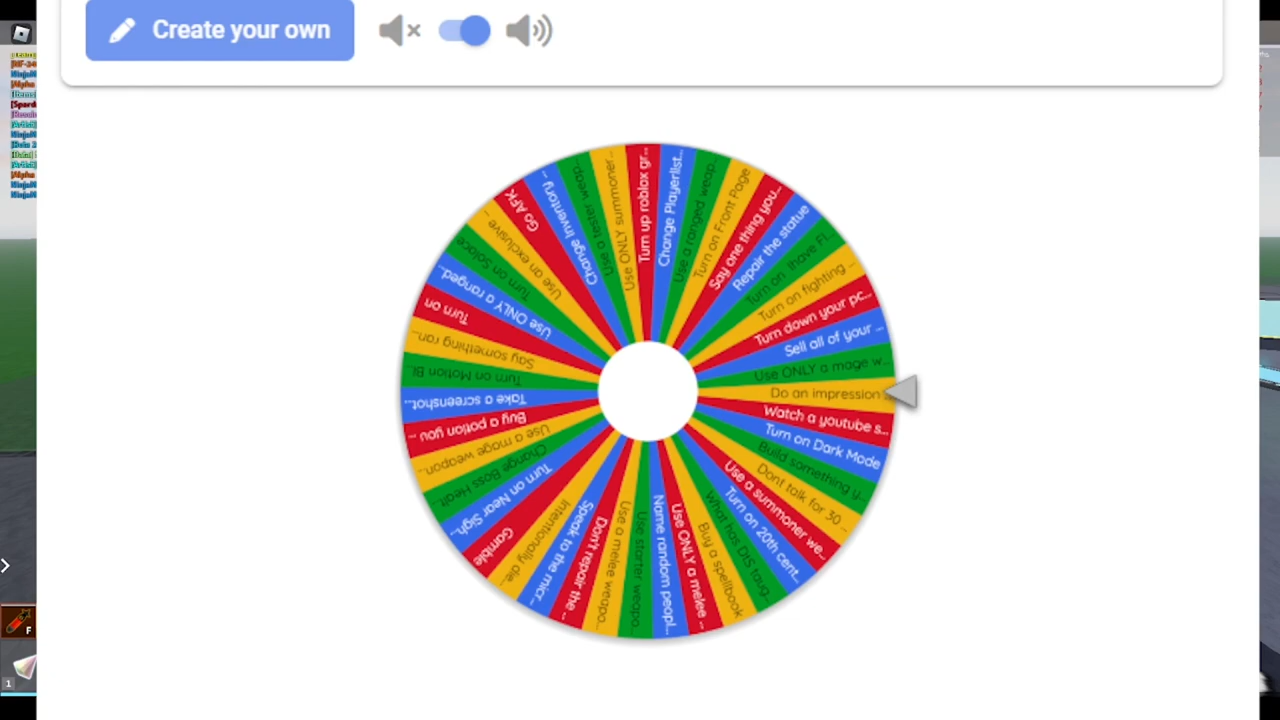 Create your own
Turn up roblox gr..
Change Playerlist...
Use a ranged weap..
Turn on Front Page
Say one thing you...
Repair the statue
Turn on  ihave Fl..
Turn on fighting ..
Turn down your pc...
Sell all of your ..
Use ONLY a mage w..
Do an impression
Watch a youtube s...
Turn on Dark Mode
Build something y..
Dont talk for 30 ..
Use a summoner we...
Turn on 20th cent...
What has DIS taug..
Buy a spellbook
Use ONLY a melee ..
Name random peopl..
Use starter weapo..
Use a melee weapo..
Don't repair the ..
Speak to the micr...
Intentionally die..
Gamble
Turn on Near Sigh..
Change Boss Healt
Use a mage weapon..
Buy a potion you ..
Take a screenshot...
Turn on Motion Bl
Say something ran..
Turn on
Use ONLY a ranged..
Turn on Solace
Use an exclusive ..
Go AFK
Change Inventory ..
Use a tester weap..
Use ONLY summoner..
F
1